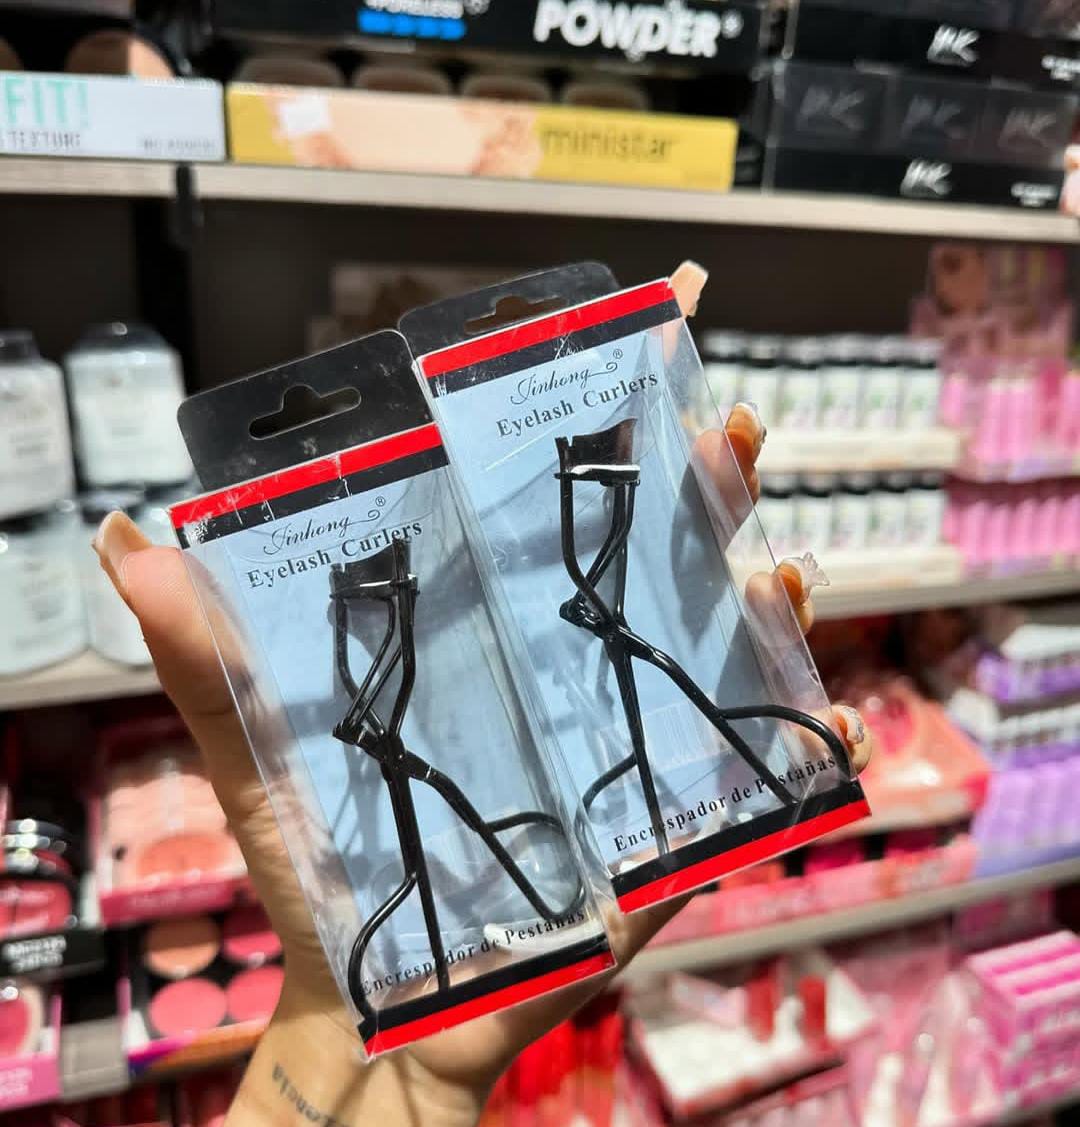 POWDER
FIT!
TEXTURE
ministar
Jinhong®
Eyelash Curlers
Encrespador de Pestañas
Jinhong®
Eyelash Curlers
Encrespador de Pestañas